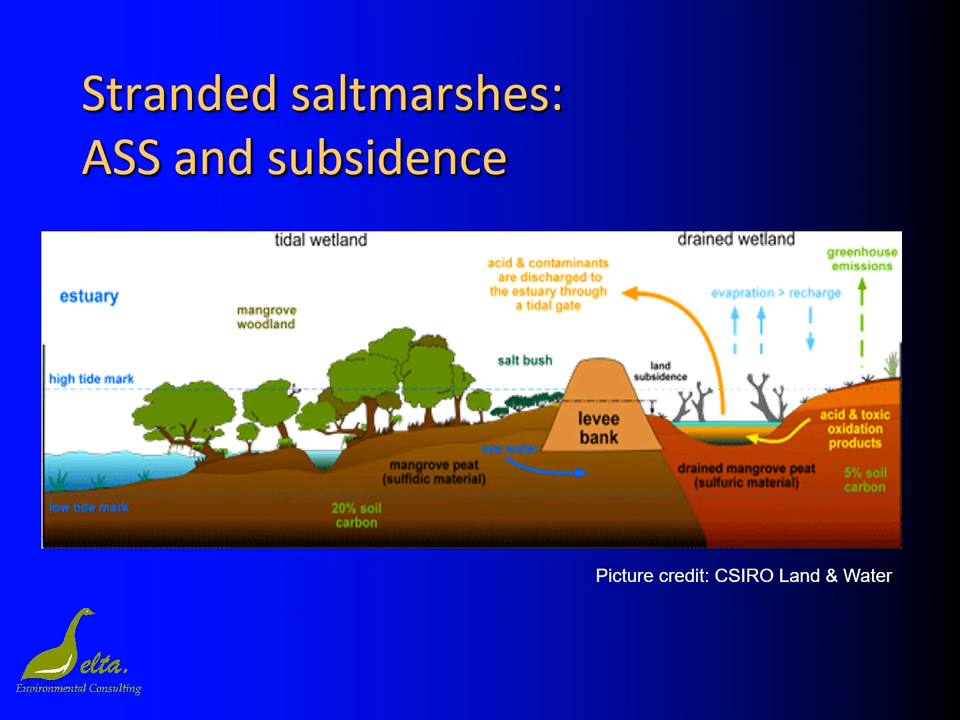 Stranded saltmarshes:
ASS and subsidence
tidal wetland
drained wetland
estuary
mangrove
woodland
acid & contaminants
are discharged to
the estuary through
a tidal gate
evapration > recharge
greenhouse
emissions
high tide mark
salt bush
land
subsidence
levee
bank
acid & toxic
oxidation
products
sea water
mangrove peat
(sulfidic material)
drained mangrove peat
(sulfuric material)
5% soil
carbon
low tide mark
20% soil
carbon
Picture credit: CSIRO Land & Water
elta.
Environmental Consulting